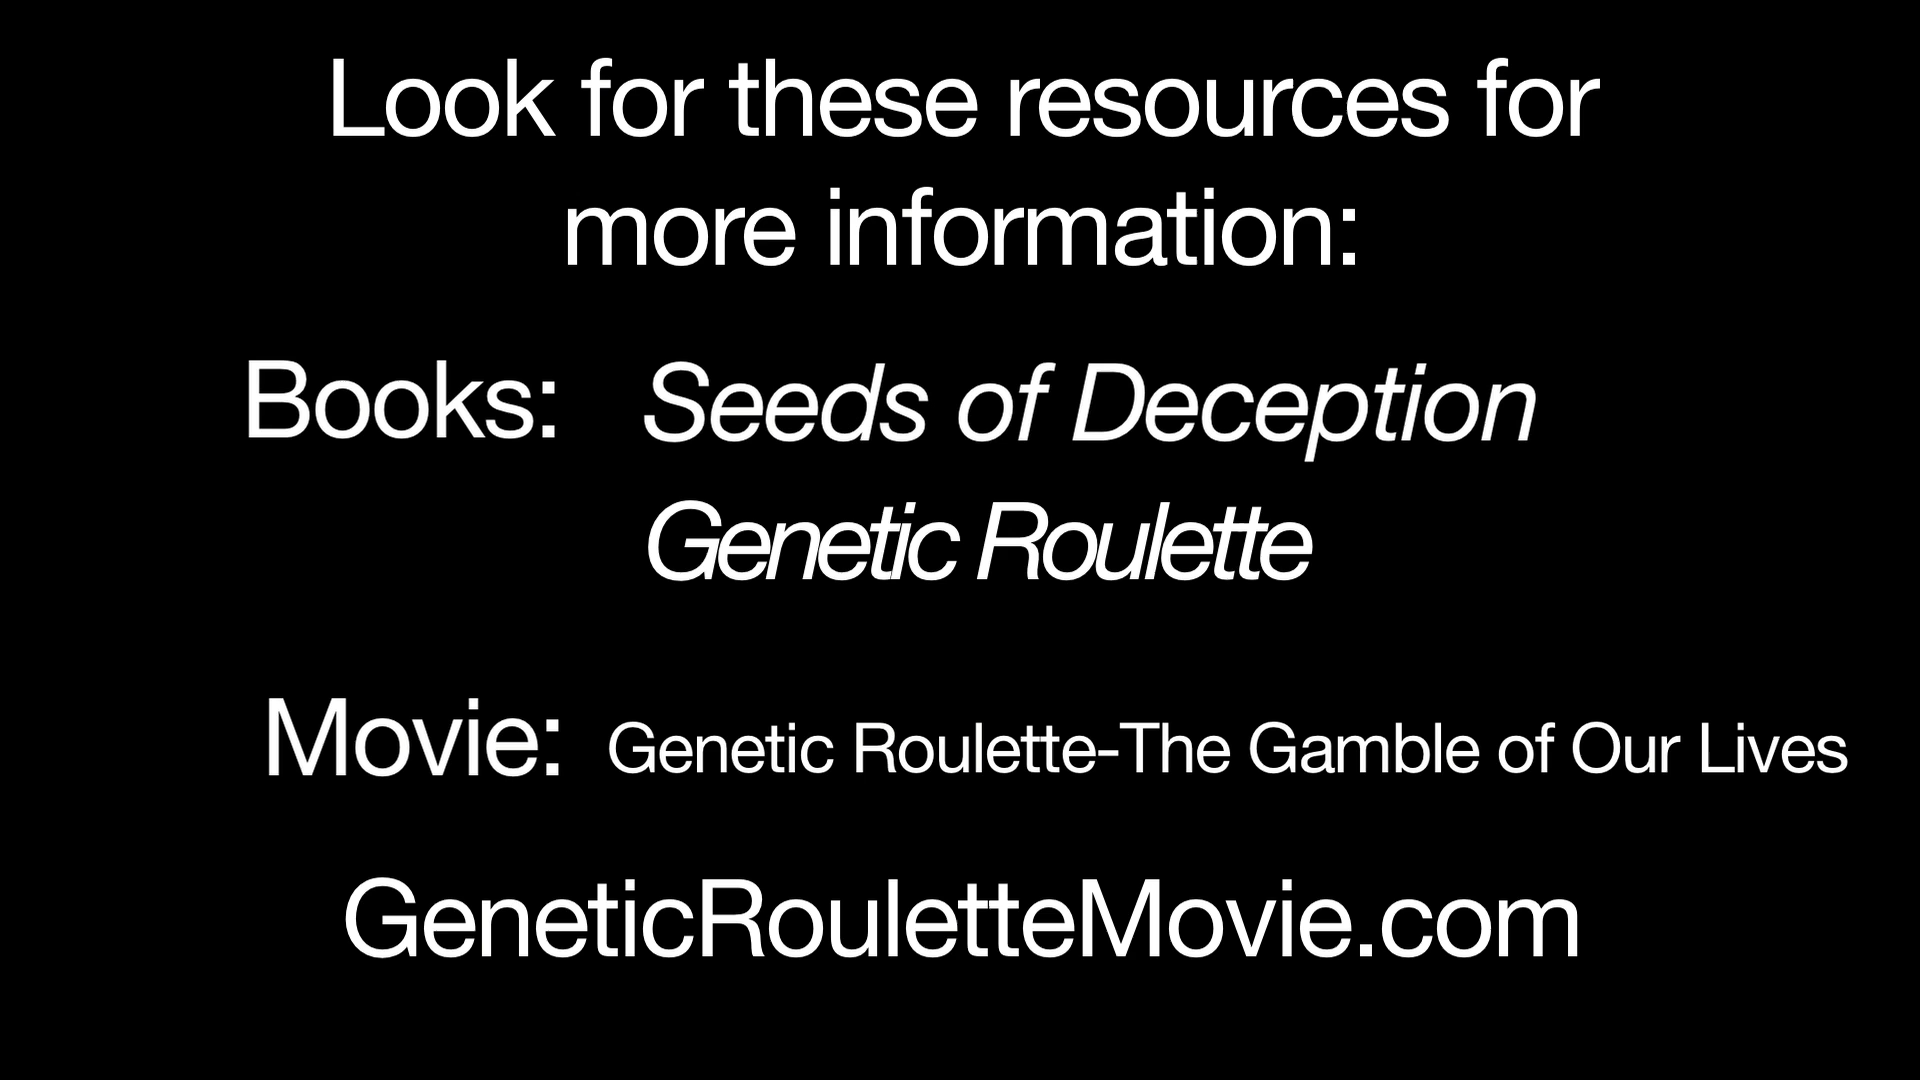 Look for these resources for
more information:
Books: Seeds of Deception
Genetic Roulette
Movie: Genetic Roulette-The Gamble of Our Lives
GeneticRouletteMovie.com